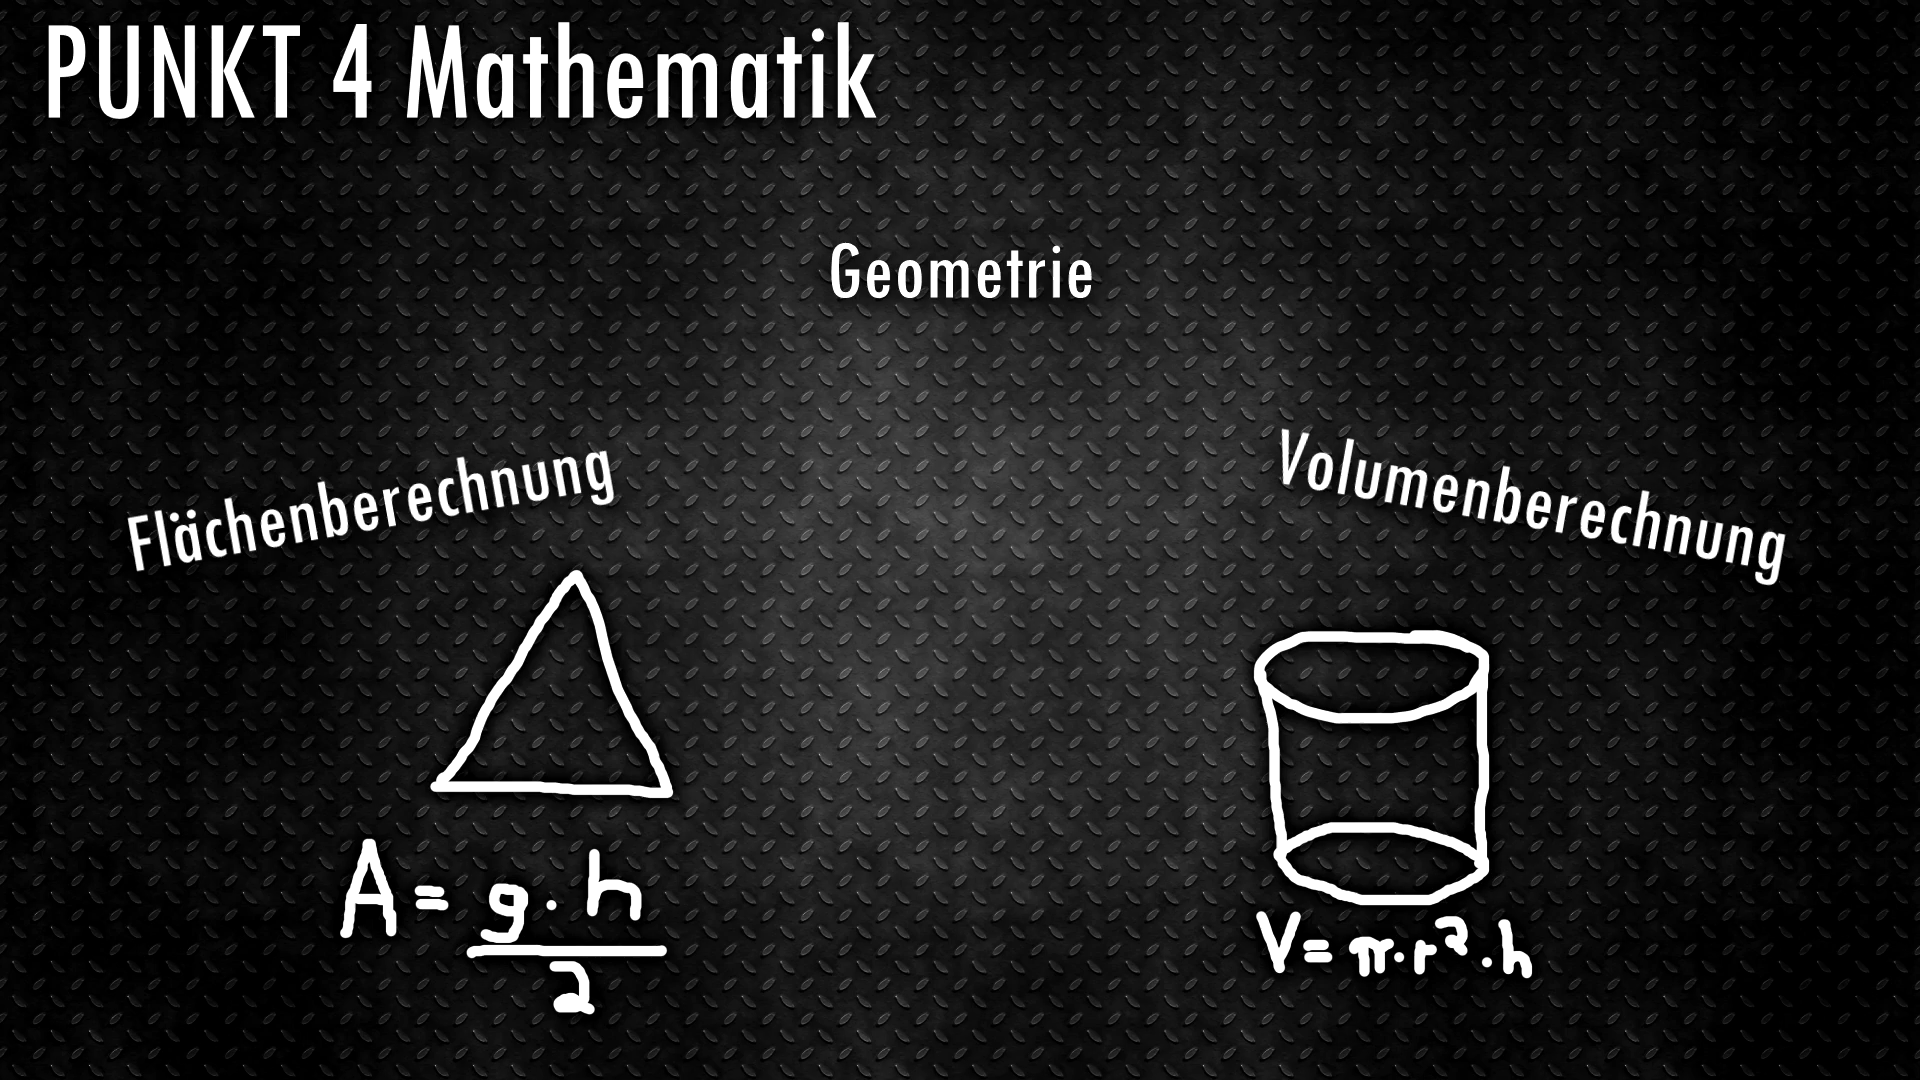 PUNKT 4 Mathematik
Geometrie
Flächenberechnung
Volumenberechnung
A = g · h
2
V = π · r² · h